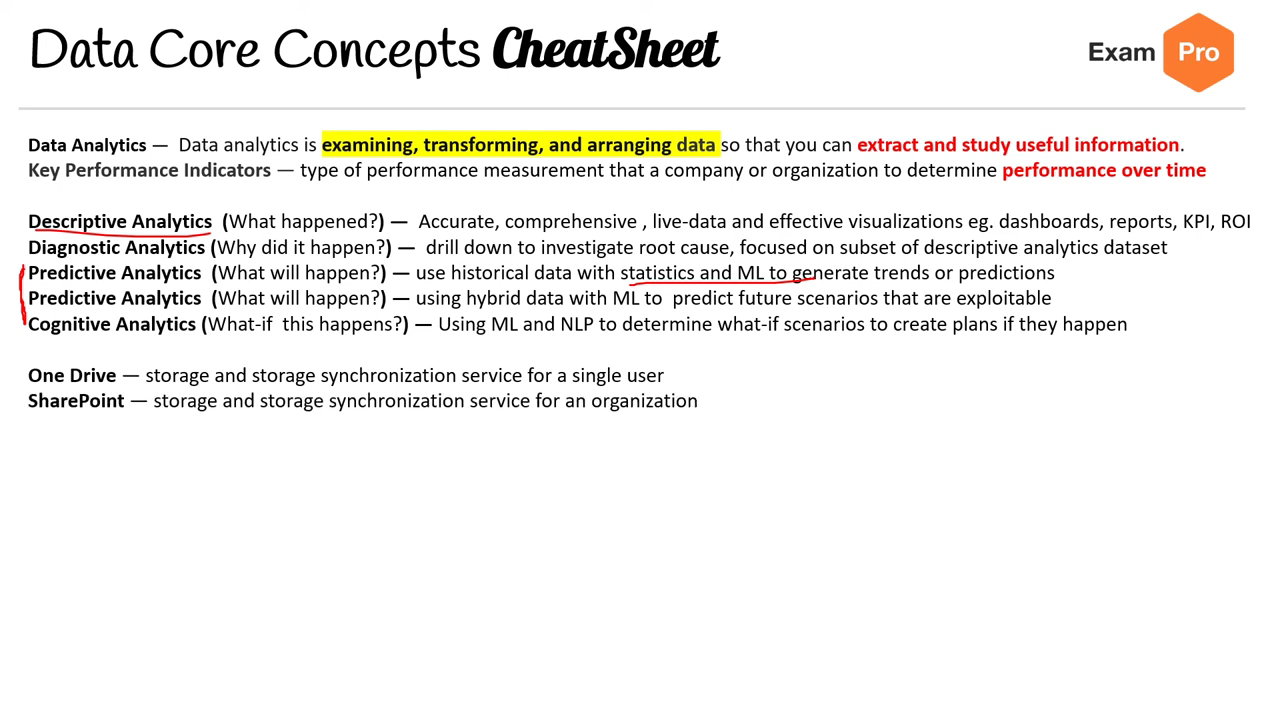 Data Core Concepts CheatSheet
Exam Pro
Data Analytics — Data analytics is examining, transforming, and arranging data so that you can extract and study useful information.
Key Performance Indicators — type of performance measurement that a company or organization to determine performance over time
Descriptive Analytics (What happened?) — Accurate, comprehensive , live-data and effective visualizations eg. dashboards, reports, KPI, ROI
Diagnostic Analytics (Why did it happen?) — drill down to investigate root cause, focused on subset of descriptive analytics dataset
Predictive Analytics (What will happen?) — use historical data with statistics and ML to generate trends or predictions
Predictive Analytics (What will happen?) — using hybrid data with ML to predict future scenarios that are exploitable
Cognitive Analytics (What-if this happens?) — Using ML and NLP to determine what-if scenarios to create plans if they happen
One Drive — storage and storage synchronization service for a single user
SharePoint — storage and storage synchronization service for an organization